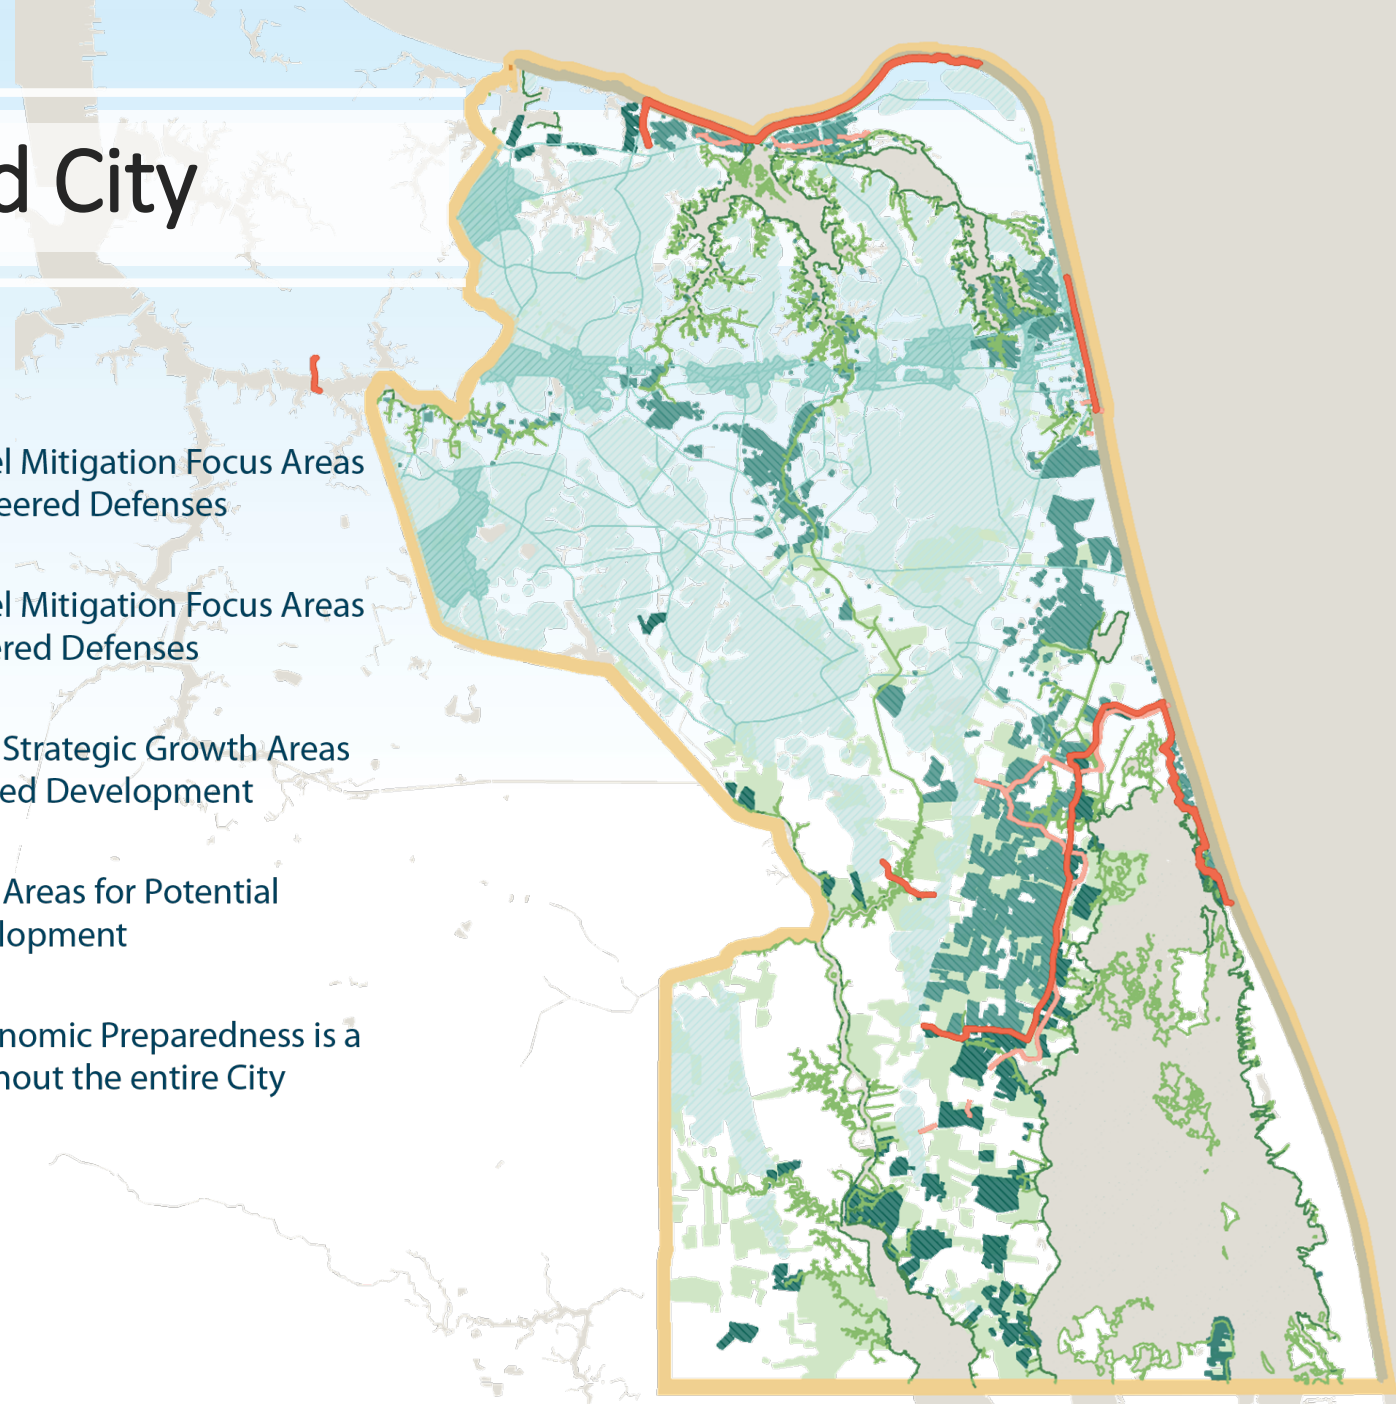 d City
el Mitigation Focus Areas
eered Defenses
el Mitigation Focus Areas
ered Defenses
Strategic Growth Areas
ed Development
Areas for Potential
lopment
nomic Preparedness is a
hout the entire City